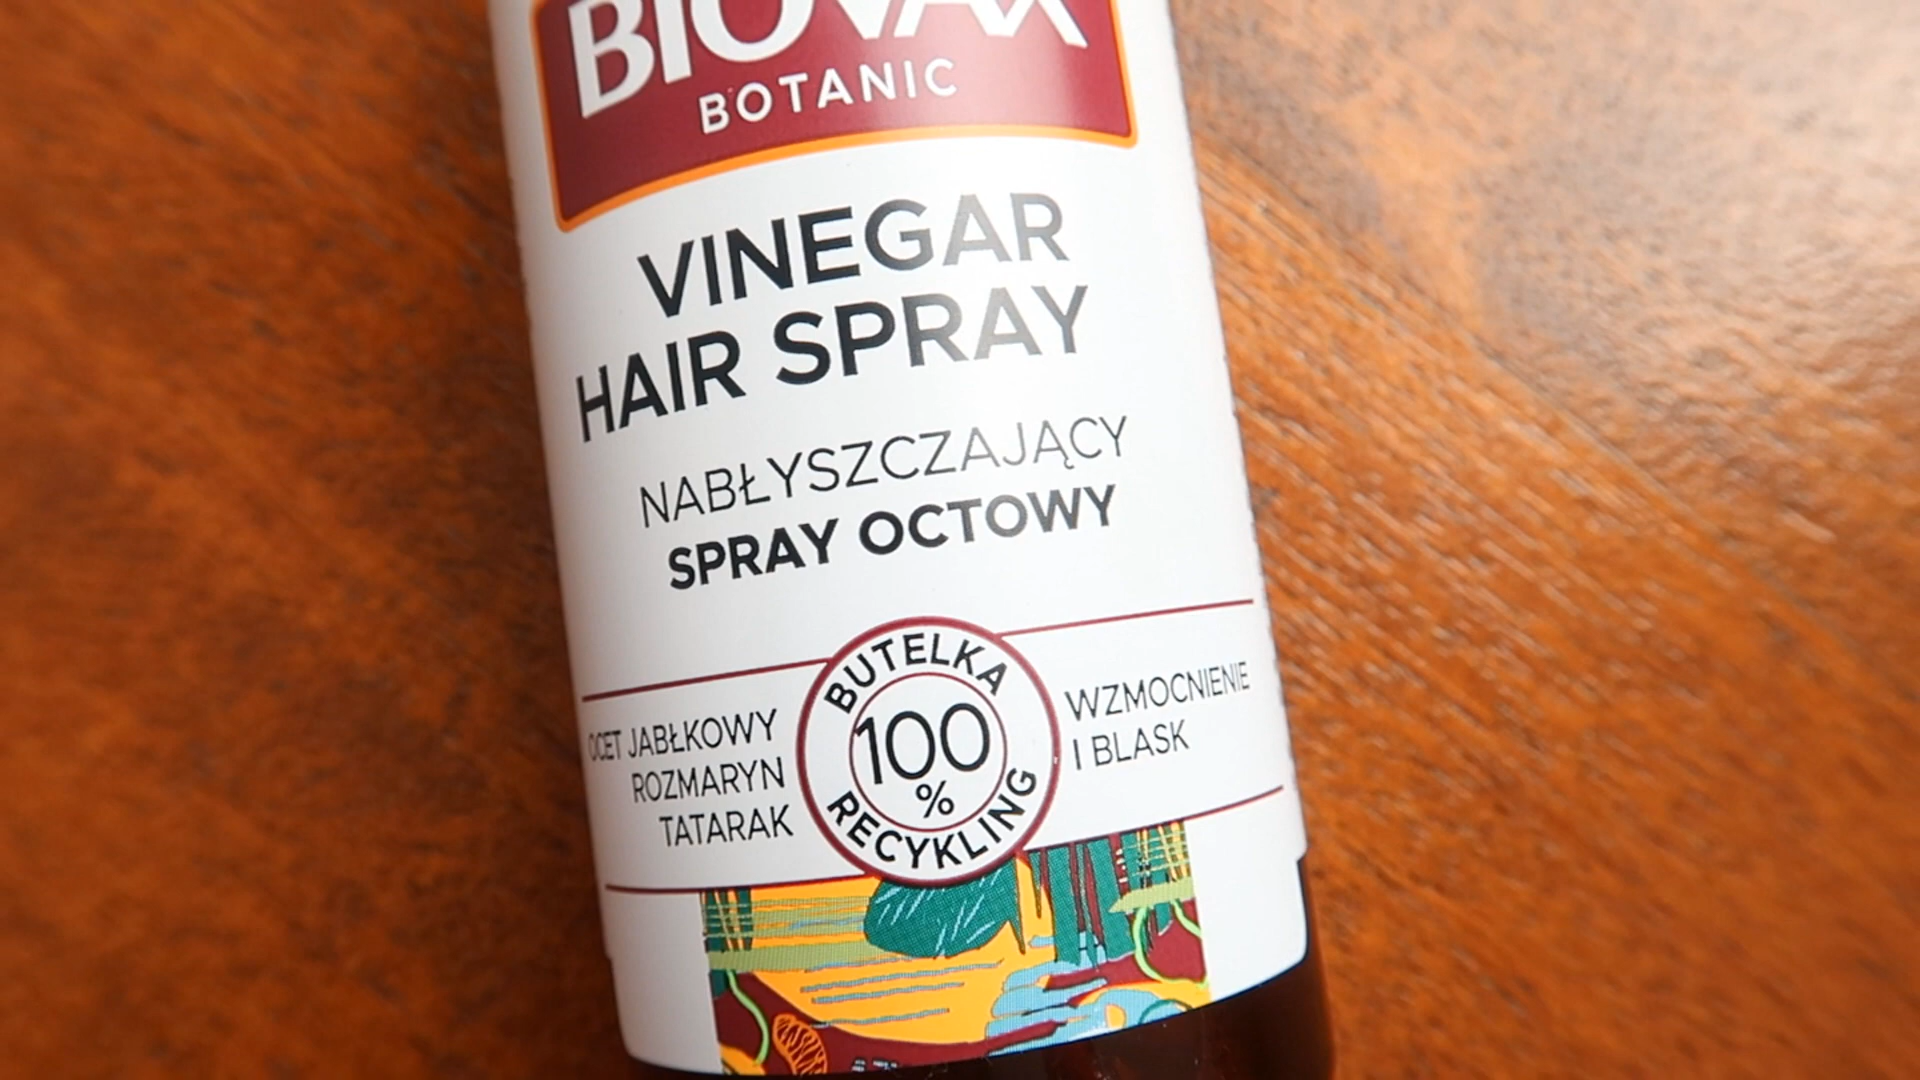 BIOVAX
BOTANIC
VINEGAR
HAIR SPRAY
NABŁYSZCZAJĄCY
SPRAY OCTOWY
OCET JABŁKOWY
ROZMARYN
TATARAK
BUTELKA
100
%
RECYKLING
WZMOCNIENIE
I BLASK